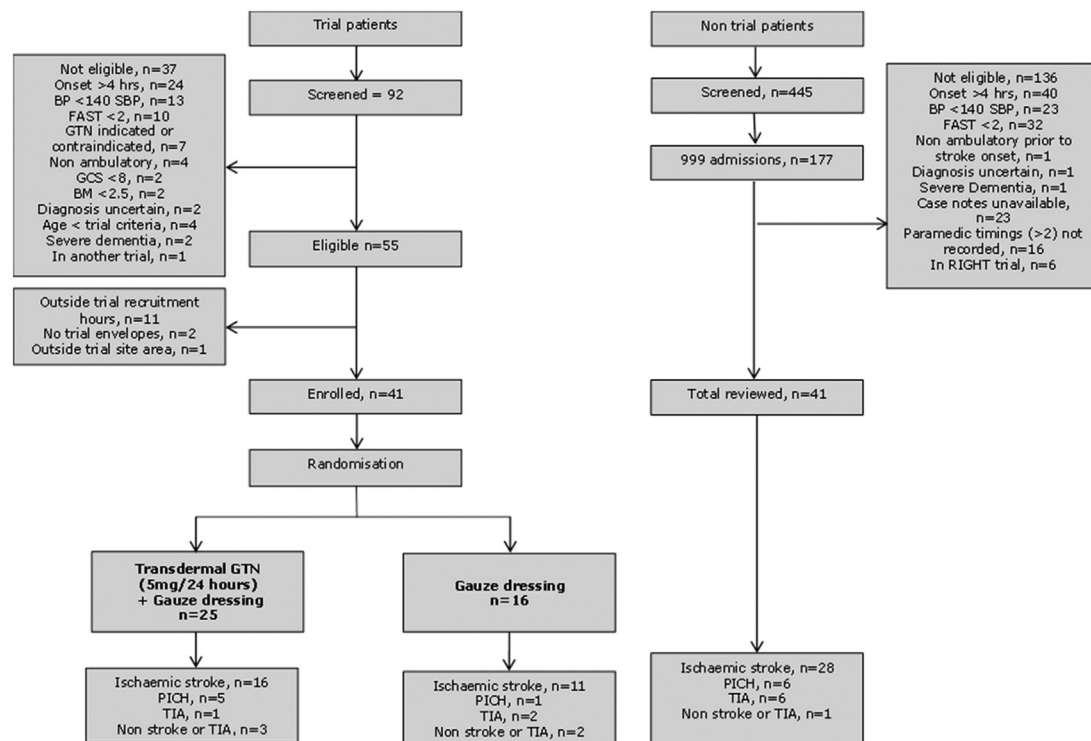 Trial patients
Screened = 92
Not eligible, n=37
Onset >4 hrs, n=24
BP <140 SBP, n=13
FAST <2, n=10
GTN indicated or
contraindicated,
n=7
Non ambulatory, n=4
GCS <8, n=2
BM <2.5, n=2
Diagnosis uncertain, n=2
Age < trial criteria, n=4
Severe dementia, n=2
In another trial, n=1
Eligible n=55
Outside trial recruitment
hours, n=11
No trial envelopes, n=2
Outside trial site area, n=1
Enrolled, n=41
Randomisation
Transdermal GTN
(5mg/24 hours)
+ Gauze dressing
n=25
Gauze dressing
n=16
Ischaemic stroke, n=16
PICH, n=5
TIA, n=1
Non stroke or TIA, n=3
Ischaemic stroke, n=11
PICH, n=1
TIA, n=2
Non stroke or TIA, n=2
Non trial patients
Screened, n=445
999 admissions, n=177
Not eligible, n=136
Onset >4 hrs, n=40
BP <140 SBP, n=23
FAST <2, n=32
Non ambulatory prior to
stroke onset, n=1
Diagnosis uncertain, n=1
Severe Dementia, n=1
Case notes unavailable,
n=23
Paramedic timings (>2) not
recorded, n=16
In RIGHT trial, n=6
Total reviewed, n=41
Ischaemic stroke, n=28
PICH, n=6
TIA, n=6
Non stroke or TIA, n=1